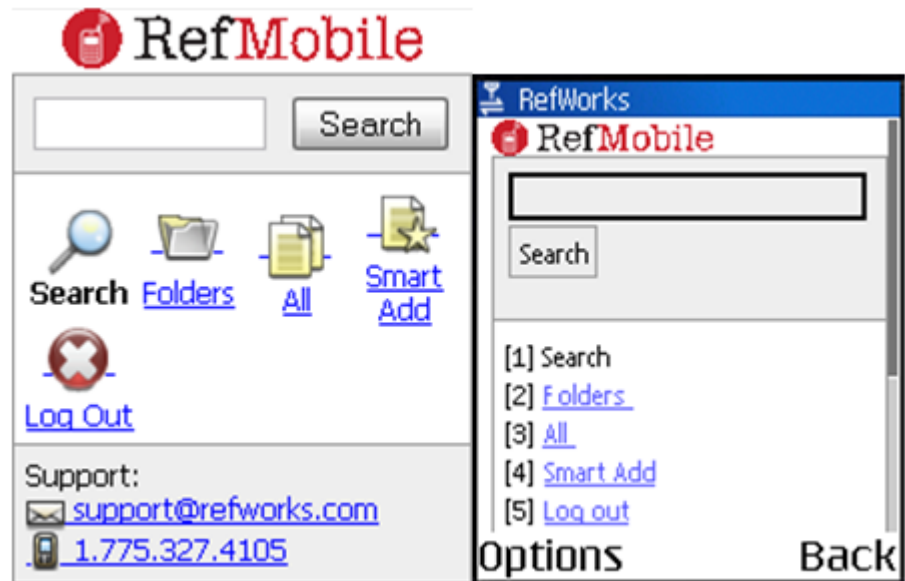 RefMobile
Search
Search Folders All Smart Add
Log Out
Support:
support@refworks.com
1.775.327.4105
RefWorks
RefMobile
Search
[1] Search
[2] Folders
[3] All
[4] Smart Add
[5] Log out
Options Back